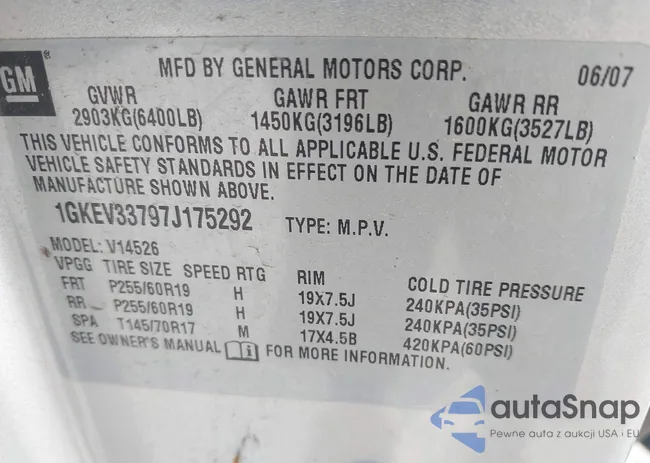 GM
MFD BY GENERAL MOTORS CORP. 06/07
GVWR GAWR FRT GAWR RR
2903KG(6400LB) 1450KG(3196LB) 1600KG(3527LB)
THIS VEHICLE CONFORMS TO ALL APPLICABLE U.S. FEDERAL MOTOR
VEHICLE SAFETY STANDARDS IN EFFECT ON THE DATE OF
MANUFACTURE SHOWN ABOVE.
1GKEV33797J175292 TYPE: M.P.V.
MODEL: V14526
VPGG TIRE SIZE SPEED RTG RIM COLD TIRE PRESSURE
FRT P255/60R19 H 19X7.5J 240KPA(35PSI)
RR P255/60R19 H 19X7.5J 240KPA(35PSI)
SPA T145/70R17 M 17X4.5B 420KPA(60PSI)
SEE OWNER'S MANUAL FOR MORE INFORMATION.
autaSnap
Pewne auta z aukcji USA i EU